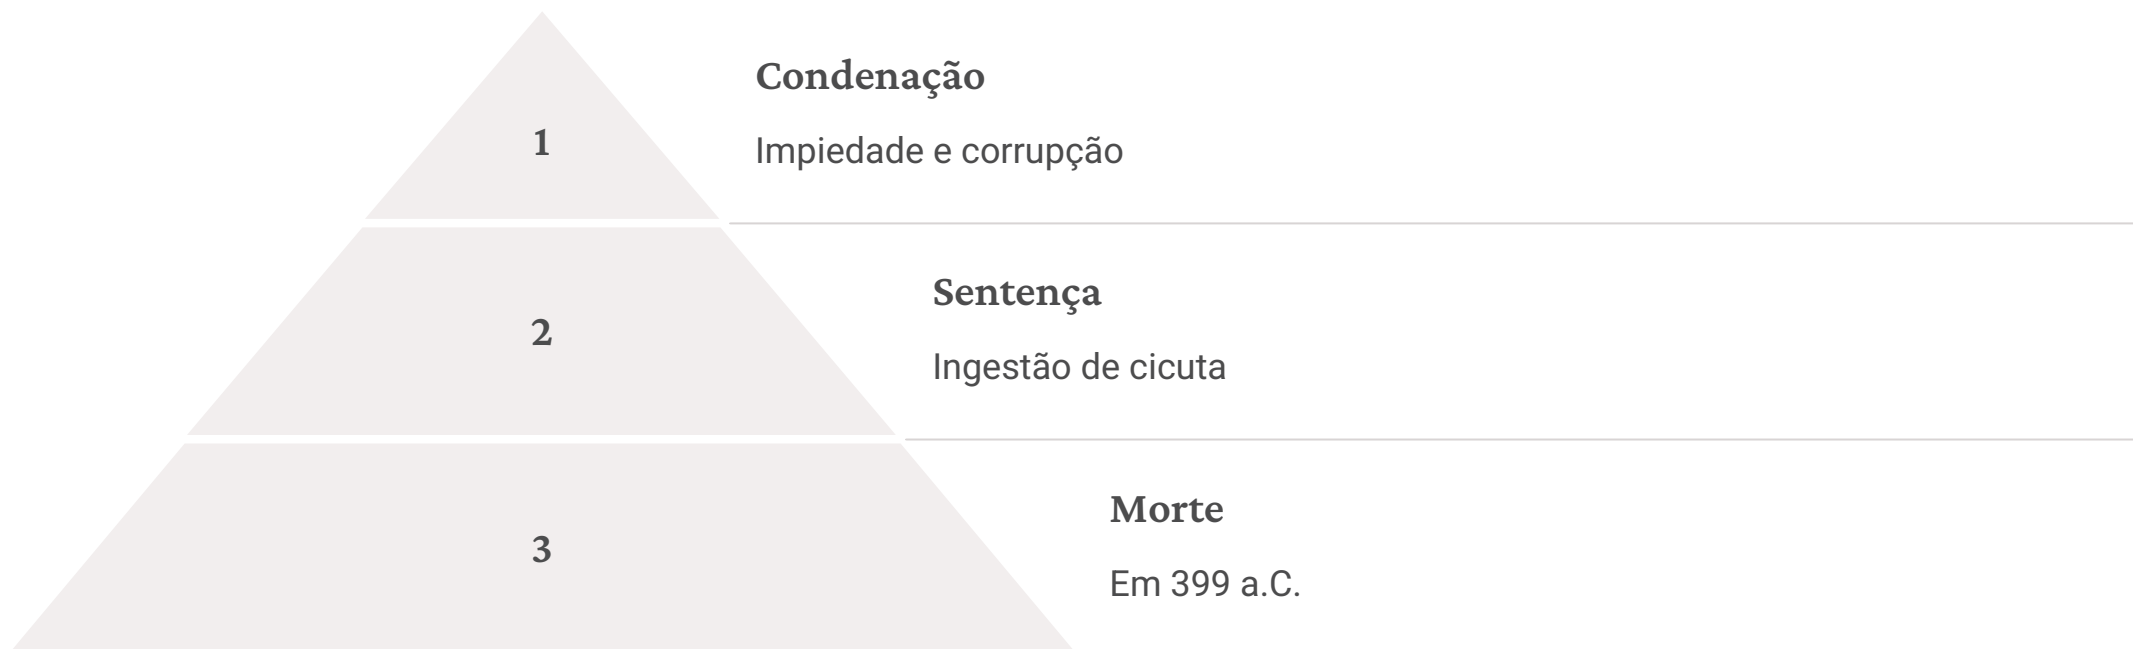 1
Condenação
Impiedade e corrupção
2
Sentença
Ingestão de cicuta
3
Morte
Em 399 a.C.